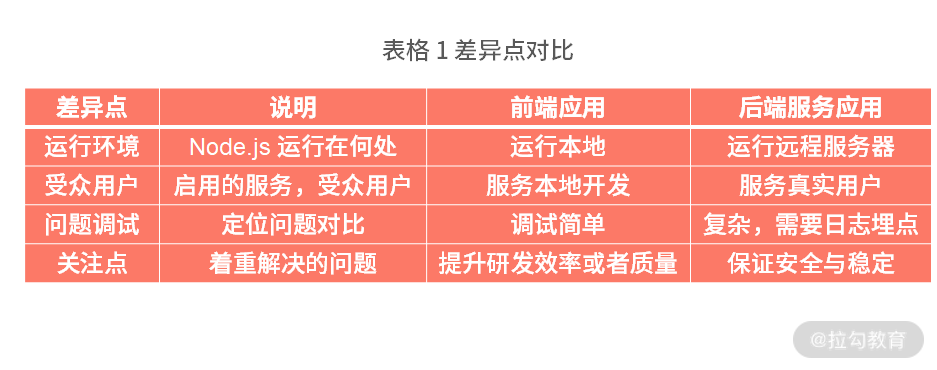 表格 1 差异点对比
差异点 说明 前端应用 后端服务应用
运行环境 Node.js 运行在何处 运行本地 运行远程服务器
受众用户 启用的服务，受众用户 服务本地开发 服务真实用户
问题调试 定位问题对比 调试简单 复杂，需要日志埋点
关注点 着重解决的问题 提升研发效率或者质量 保证安全与稳定
@拉勾教育